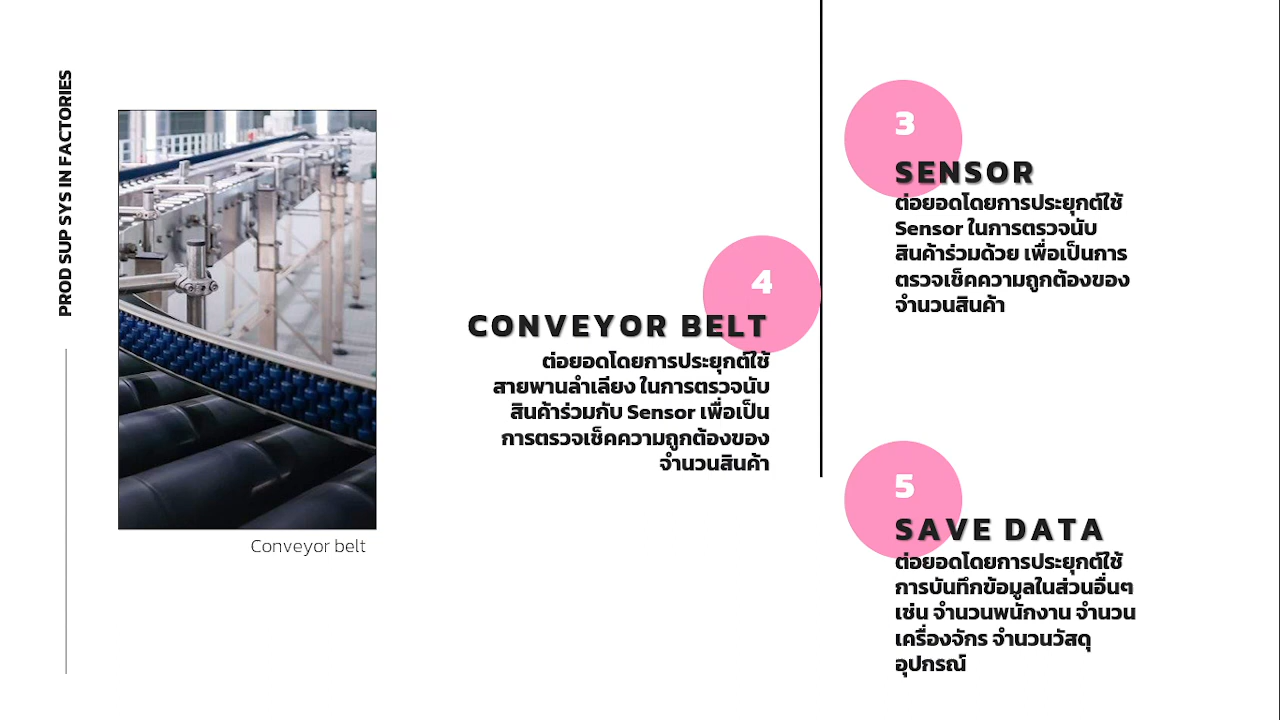 PROD SUP SYS IN FACTORIES
Conveyor belt
3
SENSOR
ต่อยอดโดยการประยุกต์ใช้
Sensor ในการตรวจนับ
สินค้าร่วมด้วย เพื่อเป็นการ
ตรวจเช็คความถูกต้องของ
จำนวนสินค้า
4
CONVEYOR BELT
ต่อยอดโดยการประยุกต์ใช้
สายพานลำเลียง ในการตรวจนับ
สินค้าร่วมกับ Sensor เพื่อเป็น
การตรวจเช็คความถูกต้องของ
จำนวนสินค้า
5
SAVE DATA
ต่อยอดโดยการประยุกต์ใช้
การบันทึกข้อมูลในส่วนอื่นๆ
เช่น จำนวนพนักงาน จำนวน
เครื่องจักร จำนวนวัสดุ
อุปกรณ์